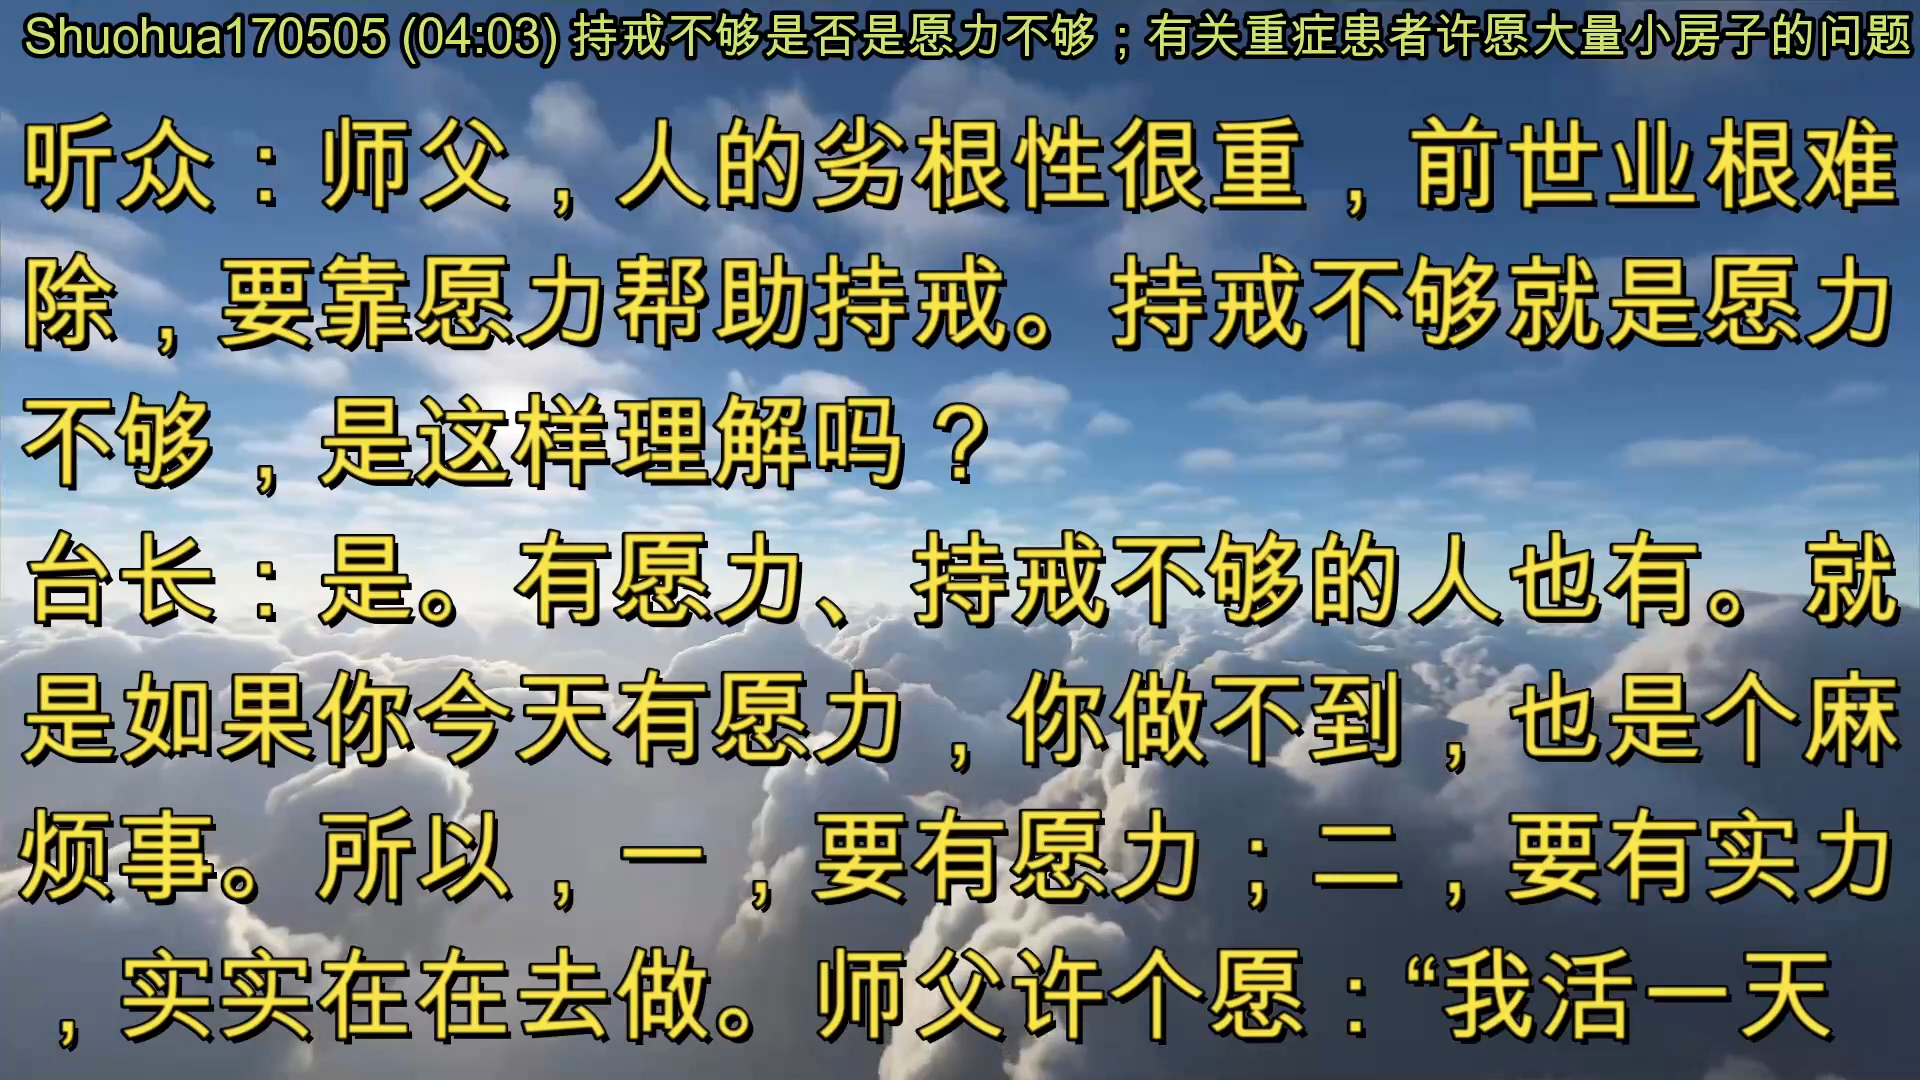 Shuohua170505 (04:03) 持戒不够是否是愿力不够；有关重症患者许愿大量小房子的问题
听众：师父，人的劣根性很重，前世业根难
除，要靠愿力帮助持戒。持戒不够就是愿力
不够，是这样理解吗？
台长：是。有愿力、持戒不够的人也有。就
是如果你今天有愿力，你做不到，也是个麻
烦事。所以，一，要有愿力；二，要有实力
，实实在在去做。师父许个愿：“我活一天